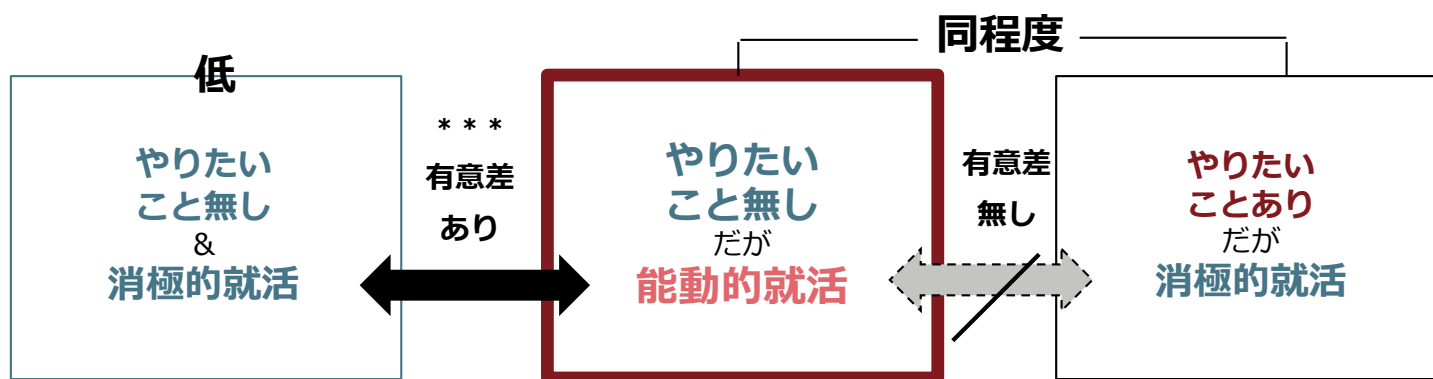 同程度
低
やりたい
こと無し
&
消極的就活
***
有意差
あり
やりたい
こと無し
だが
能動的就活
有意差
無し
やりたい
ことあり
だが
消極的就活